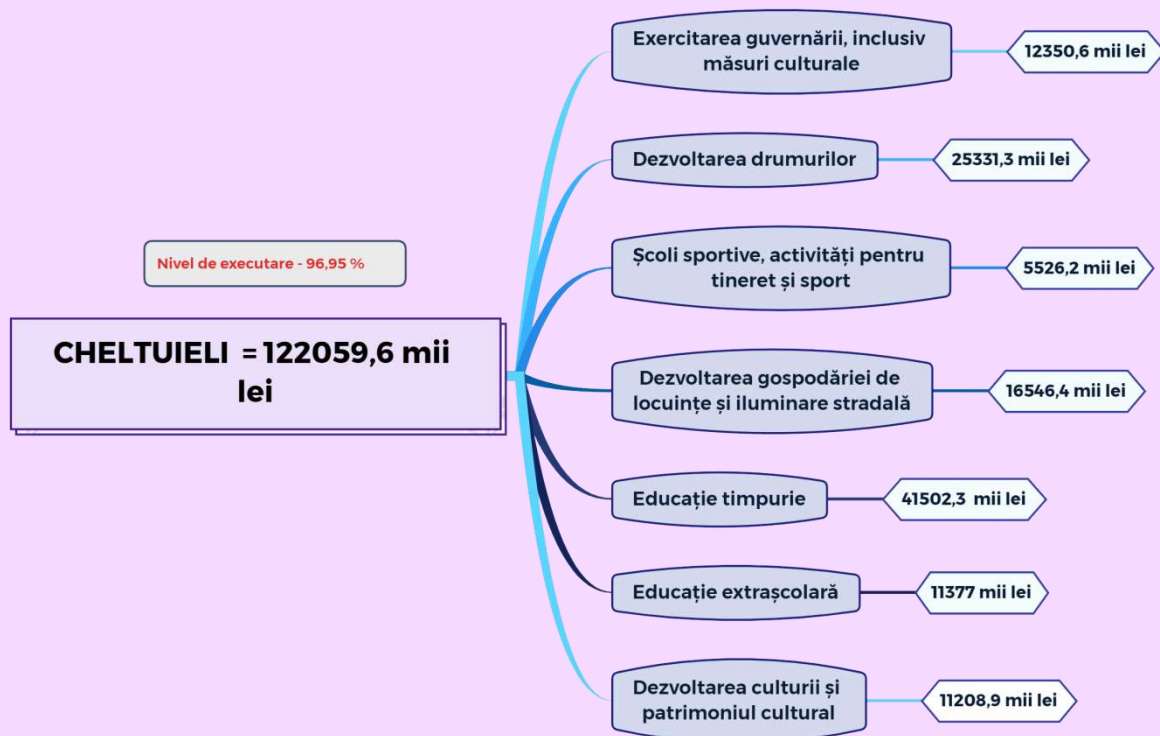 Exercitarea guvernării, inclusiv
măsuri culturale
12350,6 mii lei
Dezvoltarea drumurilor
25331,3 mii lei
Nivel de executare - 96,95 %
Școli sportive, activități pentru
tineret și sport
5526,2 mii lei
CHELTUIELI = 122059,6 mii
lei
Dezvoltarea gospodăriei de
locuințe și iluminare stradală
16546,4 mii lei
Educație timpurie
41502,3 mii lei
Educație extrașcolară
11377 mii lei
Dezvoltarea culturii și
patrimoniul cultural
11208,9 mii lei